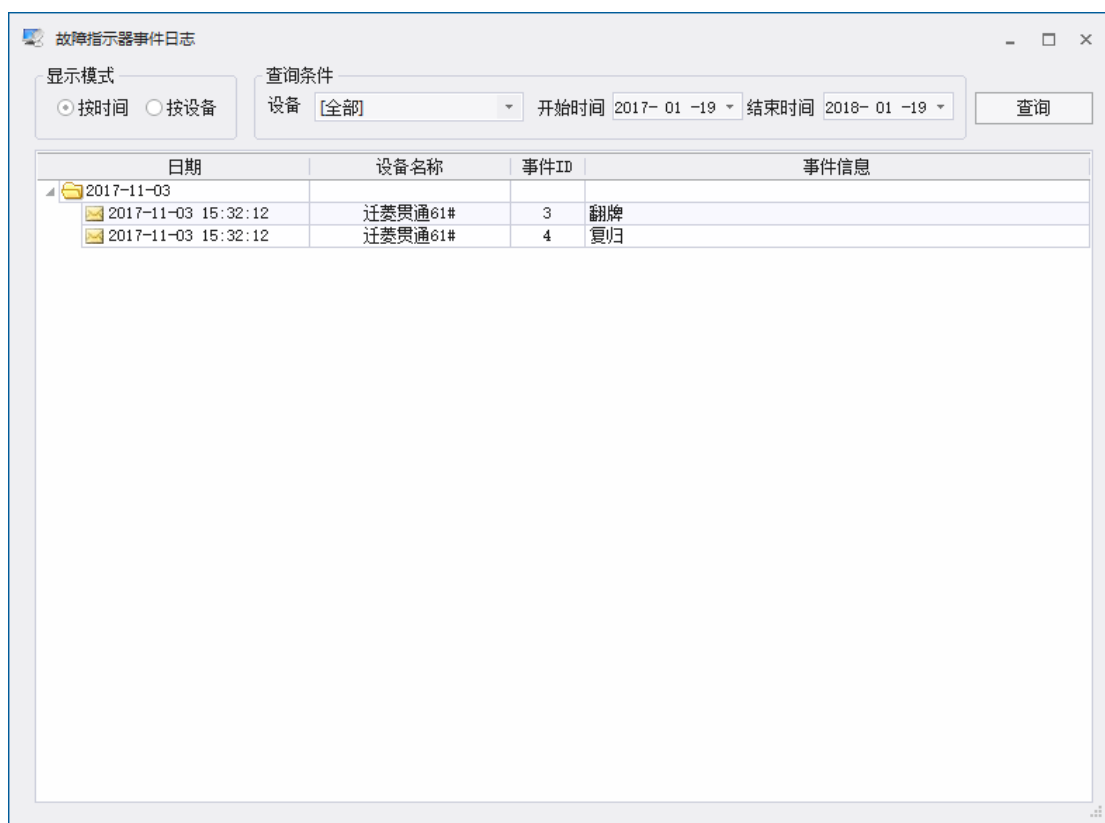 故障指示器事件日志
显示模式 查询条件
按时间 按设备 设备 [全部] 开始时间 2017- 01 -19 结束时间 2018- 01 -19 查询
日期 设备名称 事件ID 事件信息
2017-11-03
2017-11-03 15:32:12 迁菱贯通61# 3 翻牌
2017-11-03 15:32:12 迁菱贯通61# 4 复归